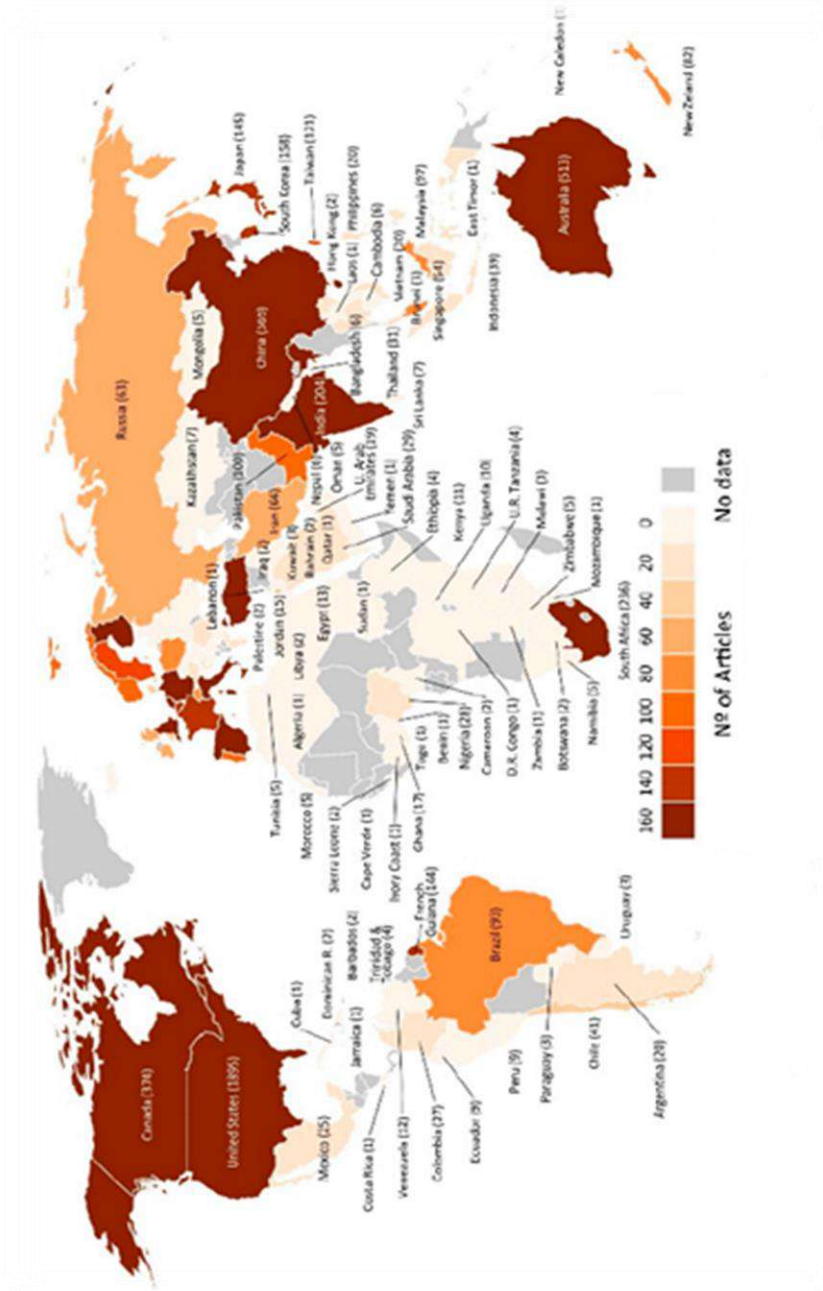 Canada (374)
United States (1895)
Mexico (25)
Cuba (1)
Dominican R. (2)
Jamaica (1)
Barbados (2)
Trinidad &
Tobago (4)
French
Guiana (144)
Costa Rica (1)
Venezuela (12)
Colombia (27)
Ecuador (9)
Brazil (93)
Peru (9)
Paraguay (3)
Chile (41)
Argentina (20)
Uruguay (3)
Tunisia (5)
Morocco (5)
Algeria (1)
Libya (2)
Egypt (13)
Sudan (1)
Sierra Leone (2)
Cape Verde (1)
Ivory Coast (1)
Ghana (17)
Togo (1)
Benin (1)
Nigeria (28)
Cameroon (2)
D.R. Congo (1)
Zambia (1)
Botswana (2)
Namibia (5)
South Africa (236)
Mozambique (1)
Zimbabwe (5)
Malawi (3)
U.R. Tanzania (4)
Uganda (10)
Kenya (11)
Ethiopia (4)
Saudi Arabia (29)
Yemen (1)
U. Arab
Emirates (19)
Oman (5)
Nepal (4)
Lebanon (1)
Palestine (2)
Jordan (15)
Iraq (2)
Kuwait (3)
Bahrain (2)
Qatar (1)
Iran (66)
Pakistan (100)
Kazakhstan (7)
Russia (63)
Mongolia (5)
China
India (204)
Bangladesh (6)
Sri Lanka (7)
Thailand (31)
Japan (145)
South Korea (158)
Taiwan (121)
Hong Kong (2)
Philippines (20)
Laos (1)
Cambodia (6)
Vietnam
Malaysia (97)
Brunei (3)
Singapore (54)
Indonesia (39)
East Timor (1)
Australia (513)
New Caledon
New Zeland (82)
160 140 120 100 80 60 40 20 0
Nº of Articles
No data